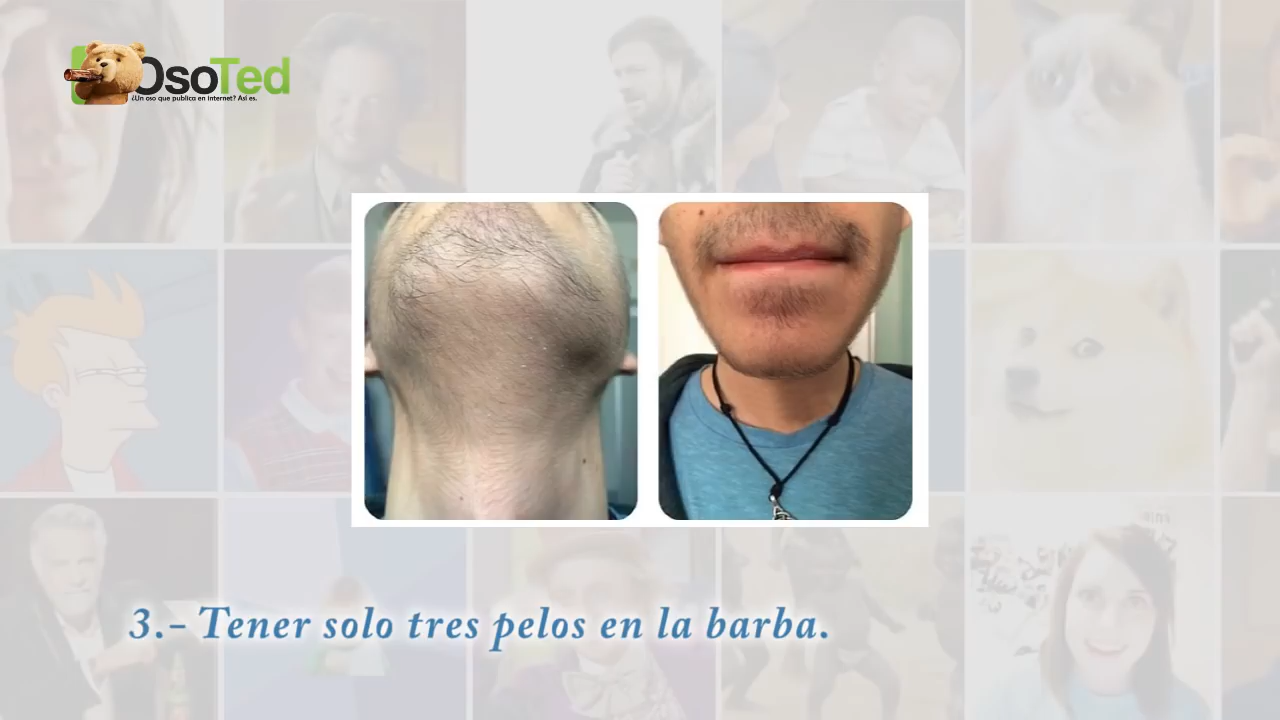 OsoTed
¿Un oso que publica en internet? Así es.
3.- Tener solo tres pelos en la barba.